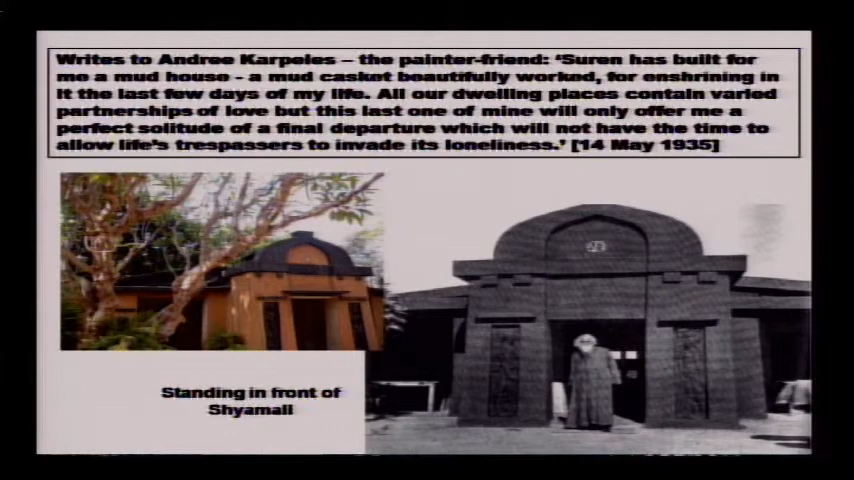 Writes to Andree Karpeles – the painter-friend: 'Suren has built for
me a mud house - a mud casket beautifully worked, for enshrining in
it the last few days of my life. All our dwelling places contain varied
partnerships of love but this last one of mine will only offer me a
perfect solitude of a final departure which will not have the time to
allow life's trespassers to invade its loneliness.' [14 May 1935]
Standing in front of
Shyamali